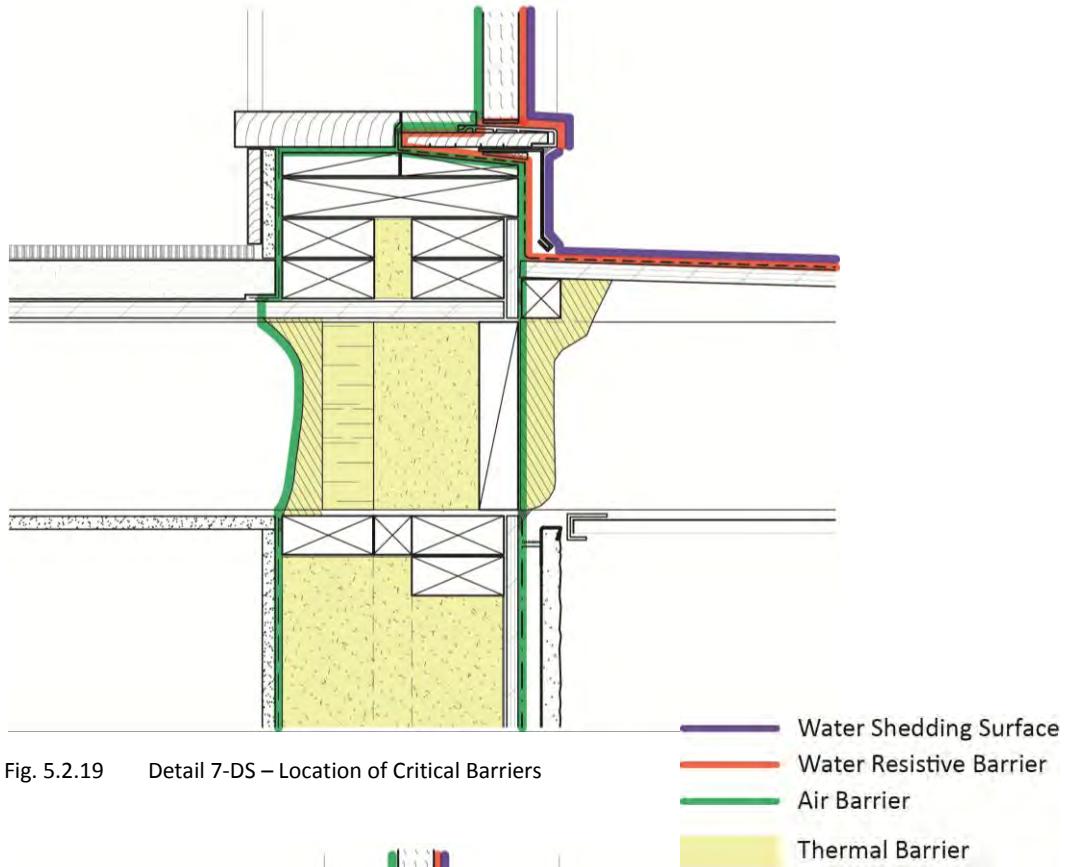 Fig. 5.2.19 Detail 7-DS – Location of Critical Barriers
Water Shedding Surface
Water Resistive Barrier
Air Barrier
Thermal Barrier